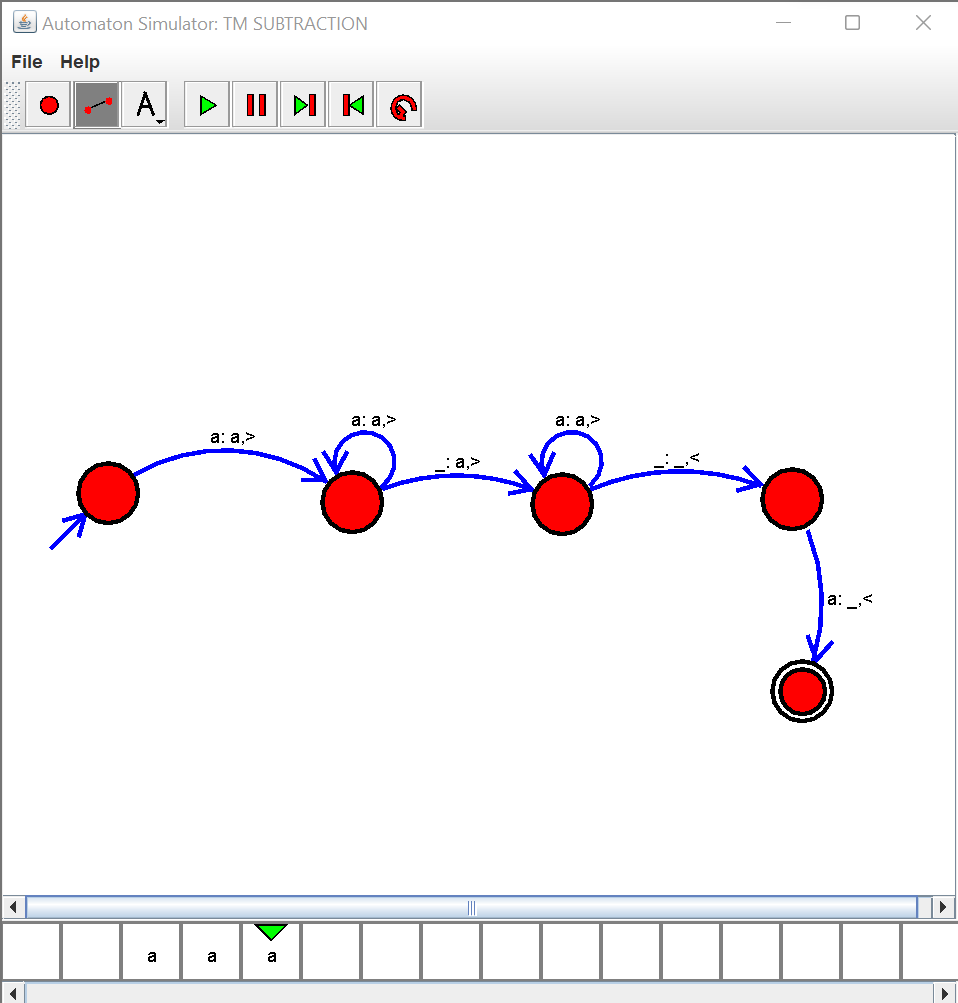 Automaton Simulator: TM SUBTRACTION
File Help
A
a: a,> a: a,>
a: a,>
_: a,> _: _,<
a: _,<
a a a